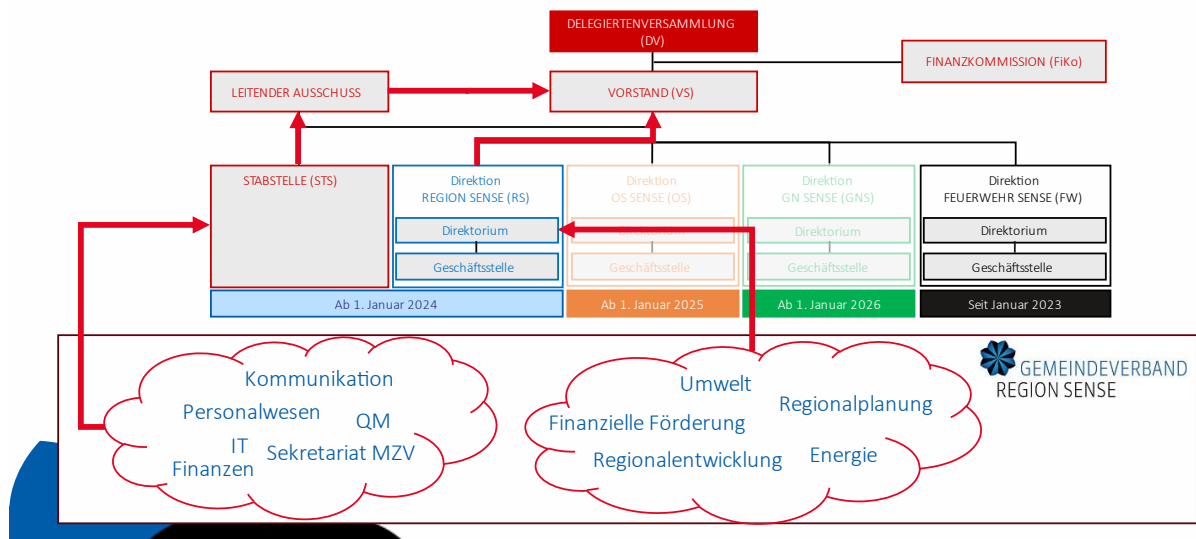 DELEGIERTENVERSAMMLUNG
(DV)
FINANZKOMMISSION (FiKo)
LEITENDER AUSSCHUSS
VORSTAND (VS)
STABSTELLE (STS)
Direktion
REGION SENSE (RS)
Direktorium
Geschäftsstelle
Direktion
OS SENSE (OS)
Direktorium
Geschäftsstelle
Direktion
GN SENSE (GNS)
Direktorium
Geschäftsstelle
Direktion
FEUERWEHR SENSE (FW)
Direktorium
Geschäftsstelle
Ab 1. Januar 2024
Ab 1. Januar 2025
Ab 1. Januar 2026
Seit Januar 2023
Kommunikation
Personalwesen
QM
IT
Sekretariat MZV
Finanzen
Umwelt
Regionalplanung
Finanzielle Förderung
Regionalentwicklung
Energie
GEMEINDEVERBAND
REGION SENSE